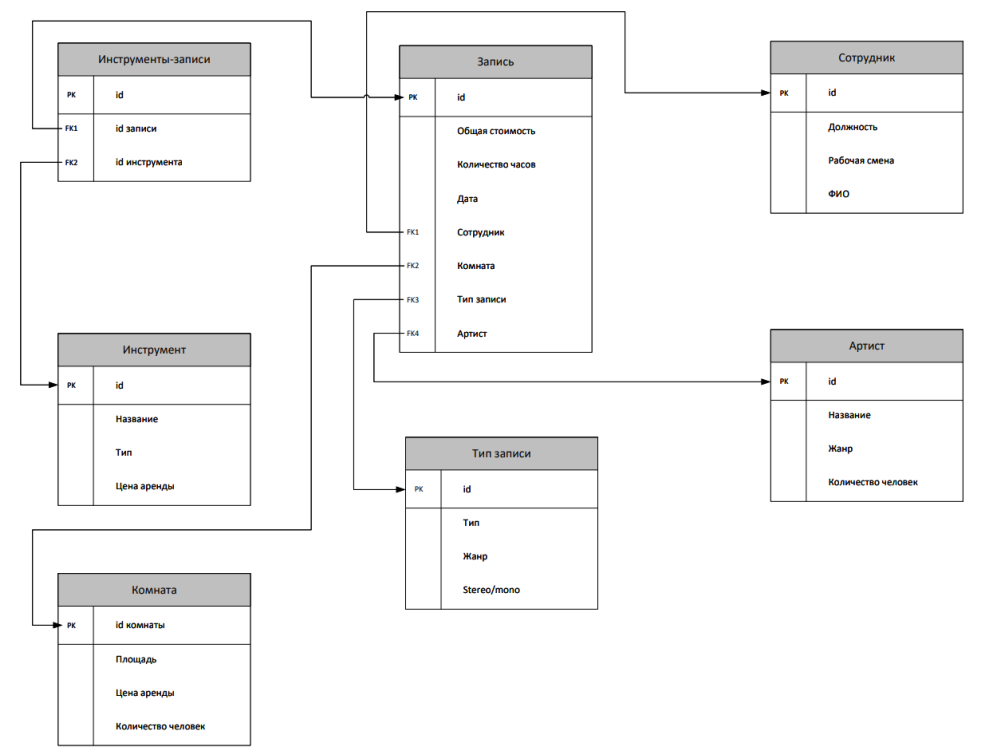 Инструменты-записи
PK id
FK1 id записи
FK2 id инструмента
Запись
PK id
Общая стоимость
Количество часов
Дата
FK1 Сотрудник
FK2 Комната
FK3 Тип записи
FK4 Артист
Сотрудник
PK id
Должность
Рабочая смена
ФИО
Инструмент
PK id
Название
Тип
Цена аренды
Артист
PK id
Название
Жанр
Количество человек
Тип записи
PK id
Тип
Жанр
Stereo/mono
Комната
PK id комнаты
Площадь
Цена аренды
Количество человек